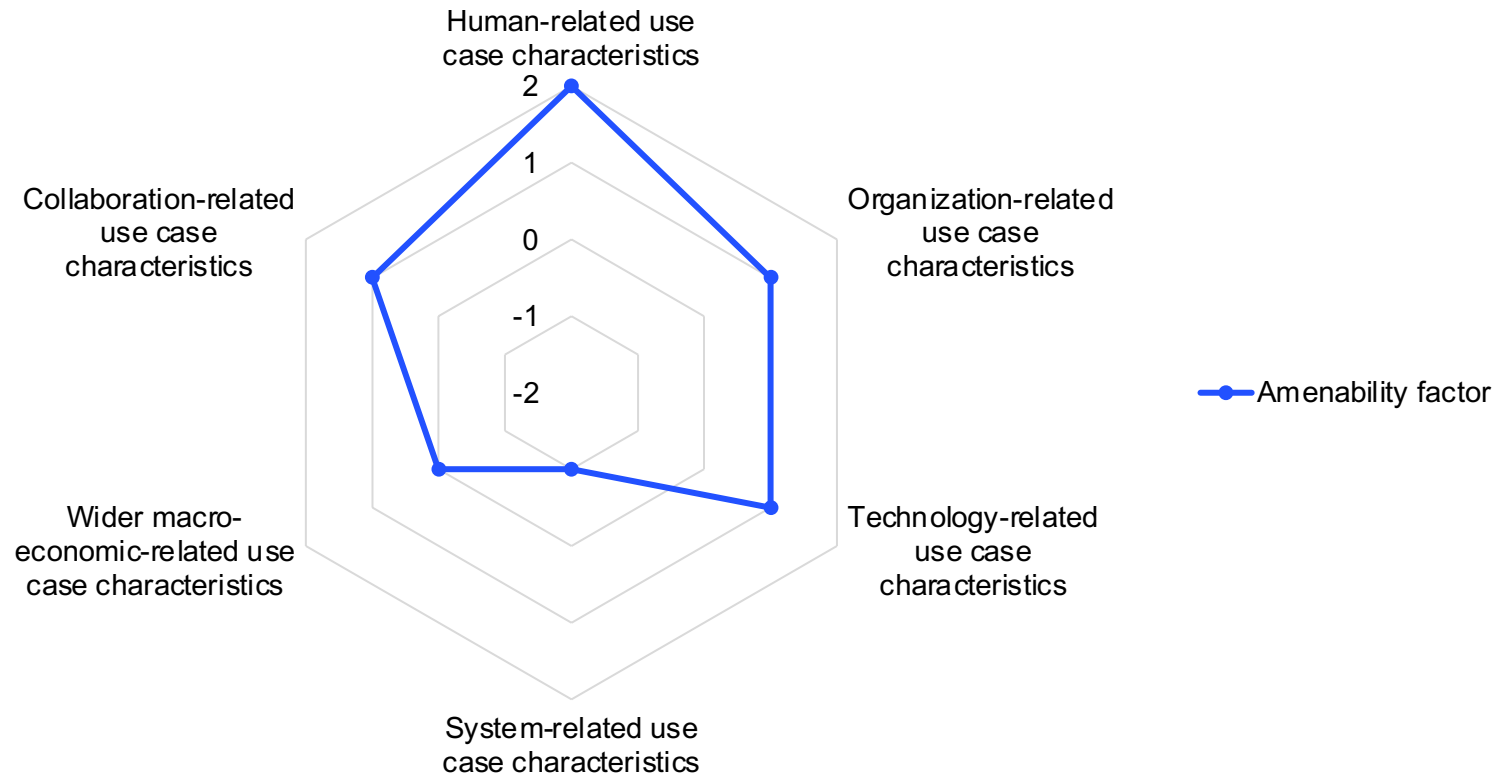 Human-related use
case characteristics
2
1
0
-1
-2
Collaboration-related
use case
characteristics
Organization-related
use case
characteristics
Amenability factor
Wider macro-
economic-related use
case characteristics
Technology-related
use case
characteristics
System-related use
case characteristics